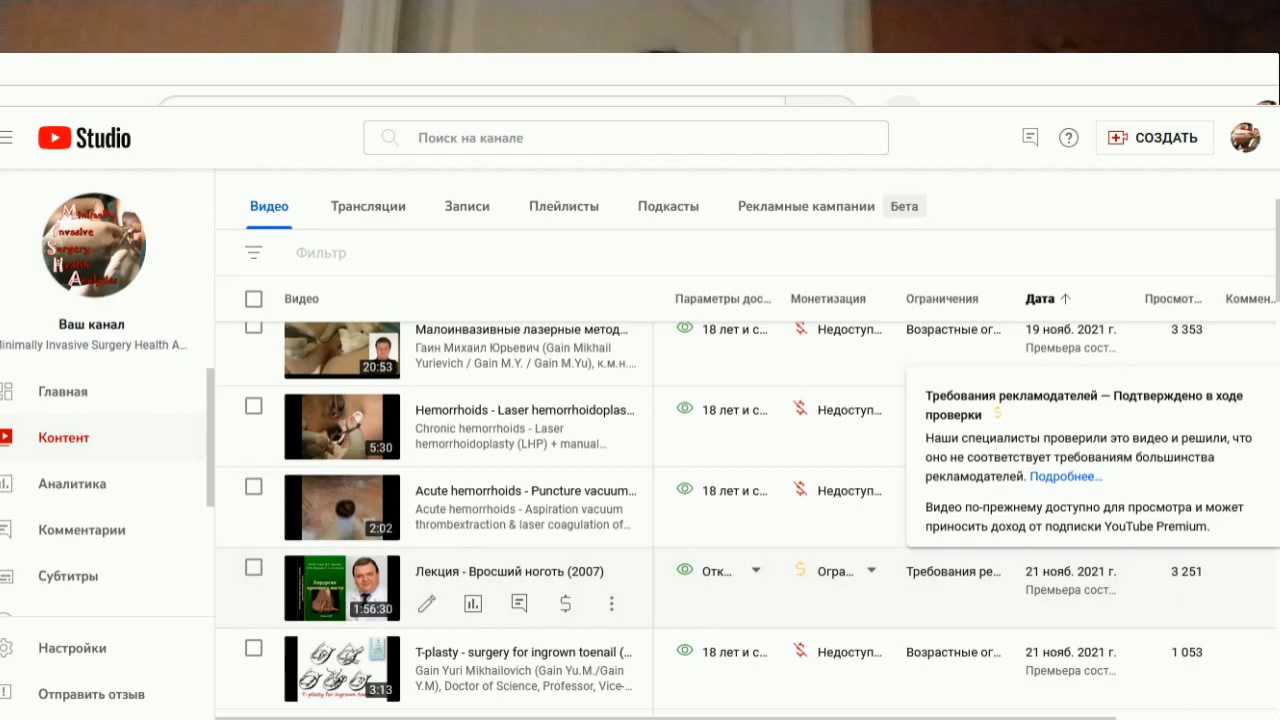 Studio
Поиск на канале
СОЗДАТЬ
Minimally
Invasive
Surgery
Health
Ваш канал
inimally Invasive Surgery Health A...
Главная
Контент
Аналитика
Комментарии
Субтитры
Настройки
Отправить отзыв
Видео Трансляции Записи Плейлисты Подкасты Рекламные кампании Бета
Фильтр
Видео Параметры дос... Монетизация Ограничения Дата Просмот... Коммен...
Малоинвазивные лазерные метод... 18 лет и с... Недоступ... Возрастные ог... 19 нояб. 2021 г. 3 353
Гаин Михаил Юрьевич (Gain Mikhail Премьера сост...
Yurievich / Gain M.Y. / Gain M.Yu), к.м.н....
20:53
Hemorrhoids - Laser hemorrhoidoplas... 18 лет и с... Недоступ...
Chronic hemorrhoids - Laser
hemorrhoidoplasty (LHP) + manual...
5:30
Acute hemorrhoids - Puncture vacuum... 18 лет и с... Недоступ...
Acute hemorrhoids - Aspiration vacuum
thrombextraction & laser coagulation of...
2:02
Требования рекламодателей — Подтверждено в ходе
проверки
Наши специалисты проверили это видео и решили, что
оно не соответствует требованиям большинства
рекламодателей. Подробнее...
Видео по-прежнему доступно для просмотра и может
приносить доход от подписки YouTube Premium.
Лекция - Вросший ноготь (2007) Отк... Огра... Требования ре... 21 нояб. 2021 г. 3 251
Премьера сост...
1:56:30
T-plasty - surgery for ingrown toenail (... 18 лет и с... Недоступ... Возрастные ог... 21 нояб. 2021 г. 1 053
Gain Yuri Mikhailovich (Gain Yu.M./Gain Премьера сост...
Y.M), Doctor of Science, Professor, Vice-...
3:13